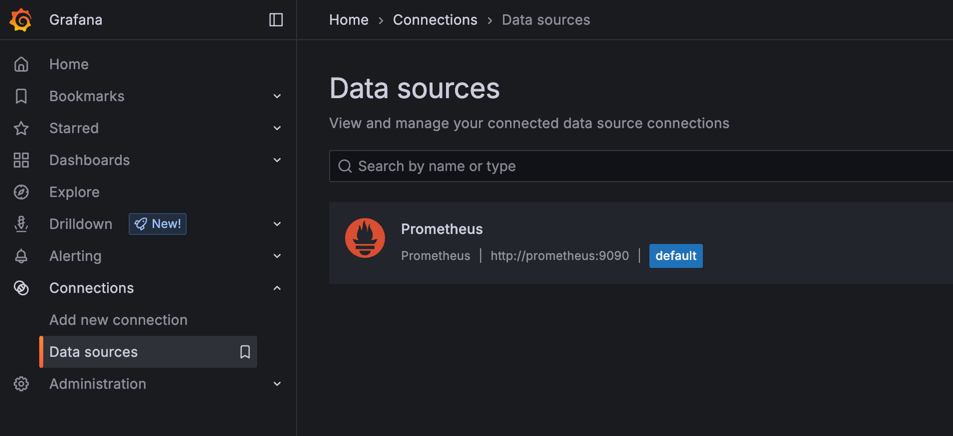 Grafana
Home › Connections › Data sources
Home
Bookmarks
Starred
Dashboards
Explore
Drilldown New!
Alerting
Connections
Add new connection
Data sources
Administration
Data sources
View and manage your connected data source connections
Search by name or type
Prometheus
Prometheus | http://prometheus:9090 | default